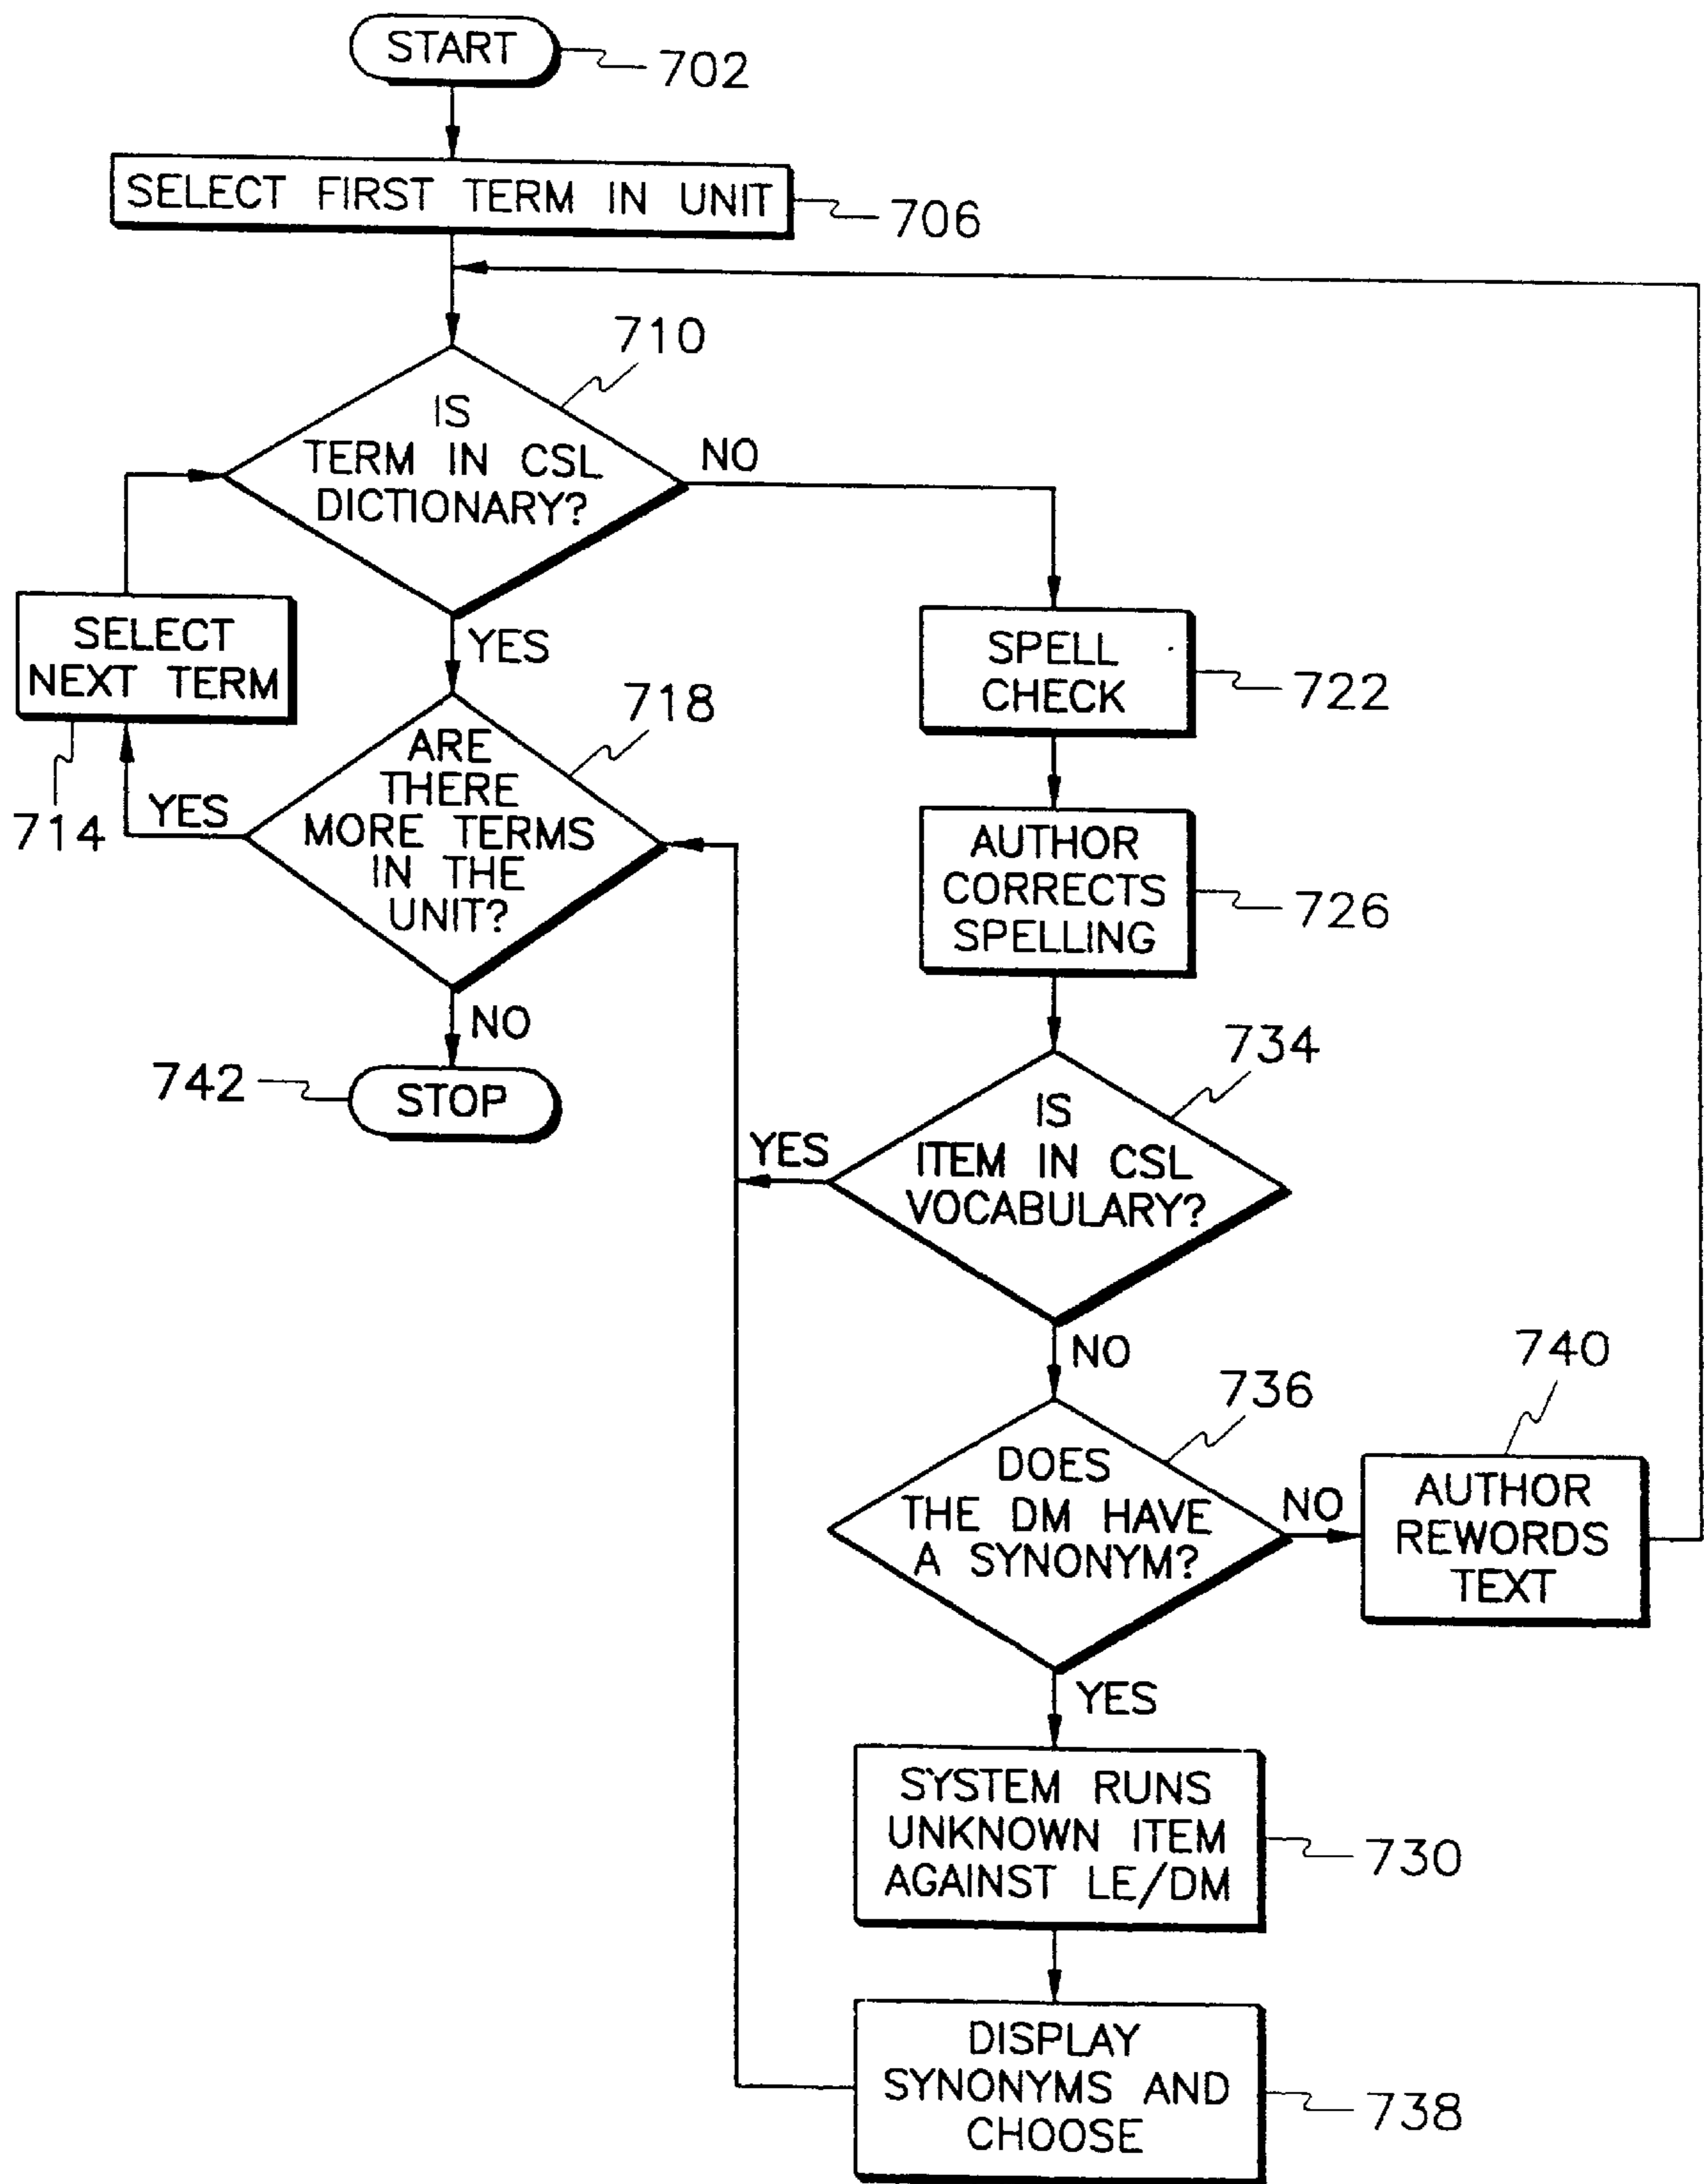 START
702
SELECT FIRST TERM IN UNIT
706
710
IS
TERM IN CSL
DICTIONARY?
NO
YES
SELECT
NEXT TERM
714
718
ARE
THERE
MORE TERMS
IN THE
UNIT?
YES
NO
742
STOP
SPELL
CHECK
722
AUTHOR
CORRECTS
SPELLING
726
734
IS
ITEM IN CSL
VOCABULARY?
YES
NO
736
DOES
THE DM HAVE
A SYNONYM?
NO
740
AUTHOR
REWORDS
TEXT
YES
SYSTEM RUNS
UNKNOWN ITEM
AGAINST LE/DM
730
DISPLAY
SYNONYMS AND
CHOOSE
738